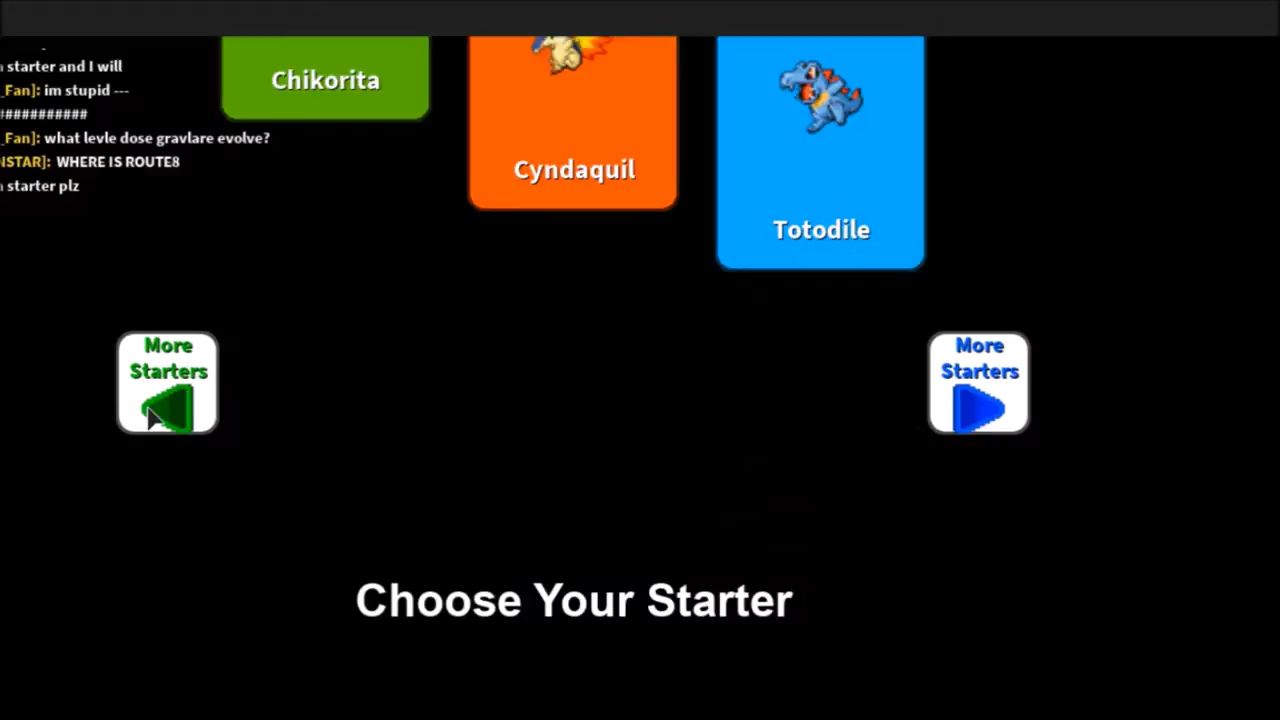 starter and I will
_Fan]: im stupid ---
###########
_Fan]: what levle dose gravlare evolve?
NSTAR]: WHERE IS ROUTE8
starter plz
Chikorita
Cyndaquil
Totodile
More
Starters
More
Starters
Choose Your Starter